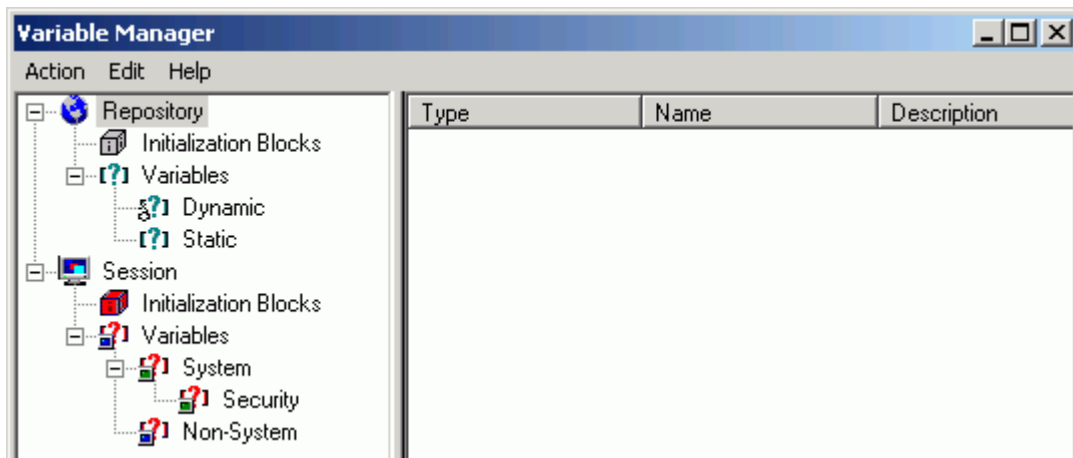 Variable Manager
Action Edit Help
Repository
Initialization Blocks
Variables
Dynamic
Static
Session
Initialization Blocks
Variables
System
Security
Non-System
Type Name Description